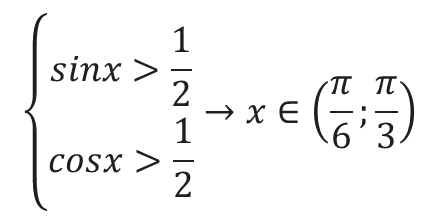 { sinx > 1/2
cosx > 1/2 → x ∈ (π/6; π/3)